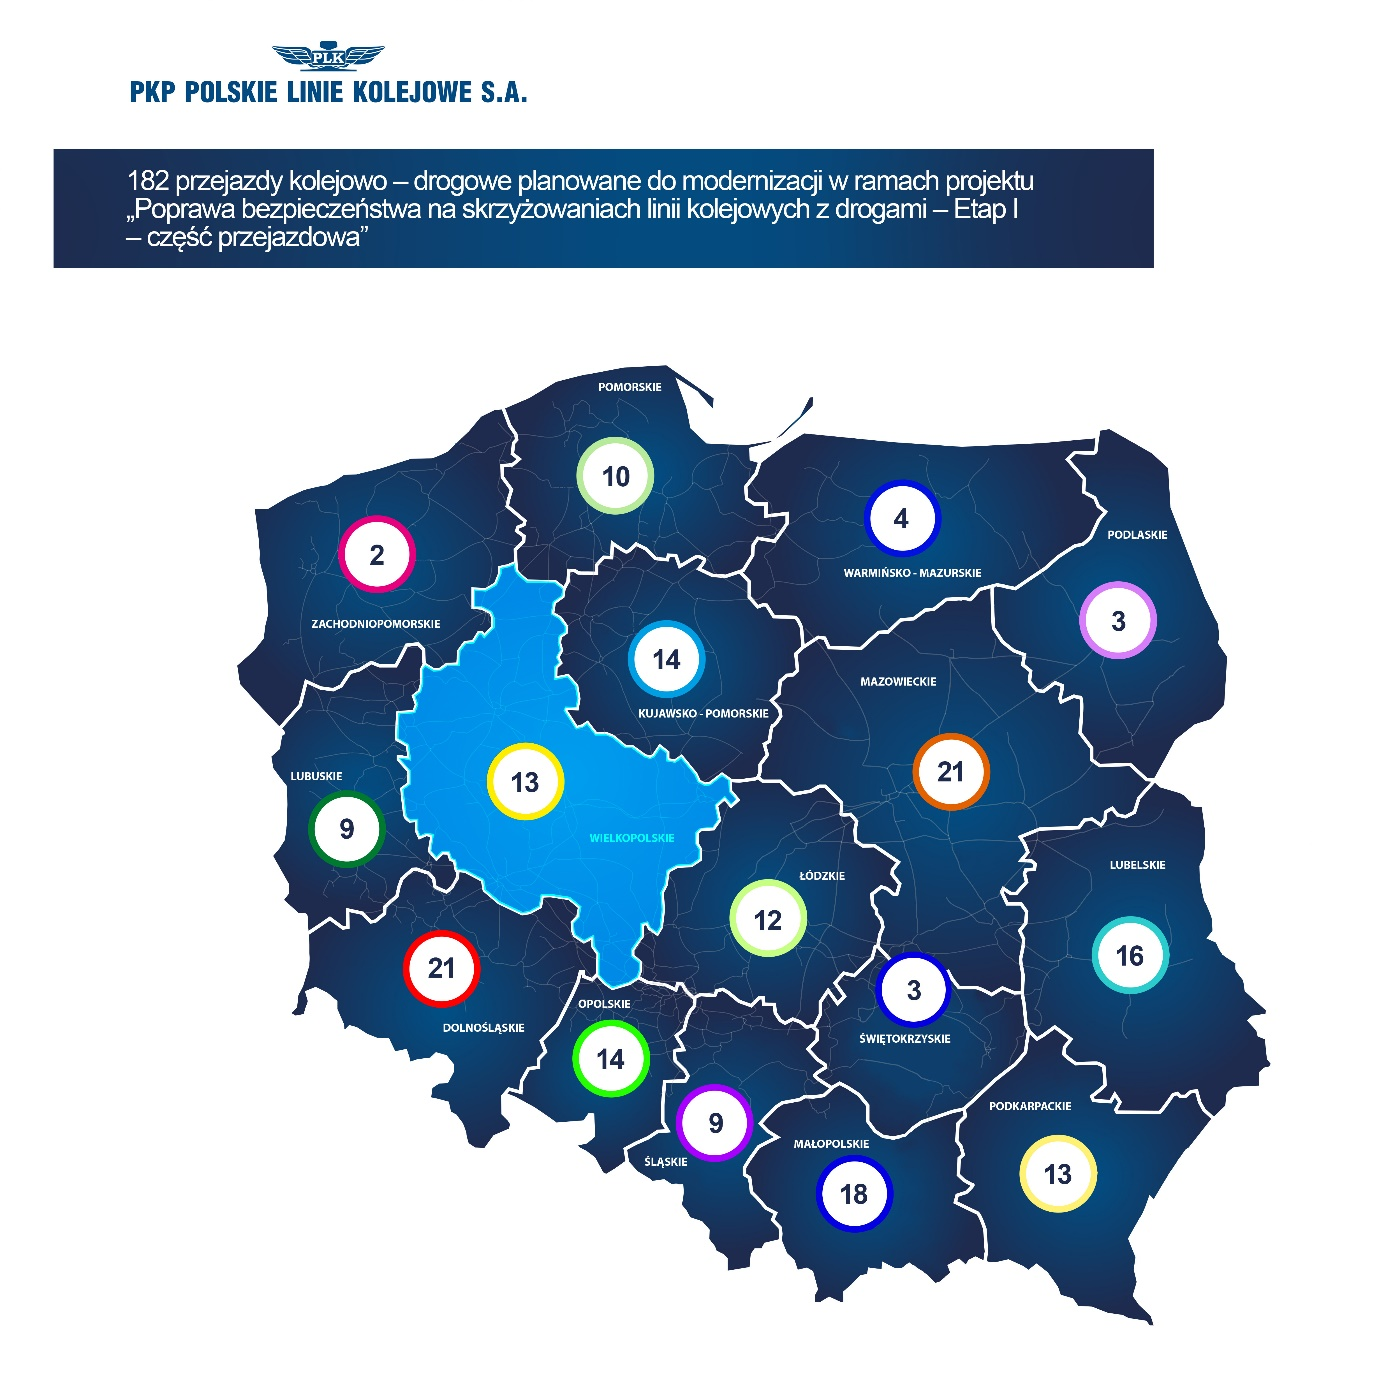 PLK
PKP POLSKIE LINIE KOLEJOWE S.A.
182 przejazdy kolejowo – drogowe planowane do modernizacji w ramach projektu
„Poprawa bezpieczeństwa na skrzyżowaniach linii kolejowych z drogami – Etap I
– część przejazdowa”
POMORSKIE
10
4
WARMIŃSKO - MAZURSKIE
PODLASKIE
3
2
ZACHODNIOPOMORSKIE
14
KUJAWSKO - POMORSKIE
MAZOWIECKIE
21
LUBUSKIE
9
13
WIELKOPOLSKIE
ŁÓDZKIE
12
LUBELSKIE
16
21
DOLNOŚLĄSKIE
OPOLSKIE
14
3
ŚWIĘTOKRZYSKIE
9
ŚLĄSKIE
MAŁOPOLSKIE
18
PODKARPACKIE
13